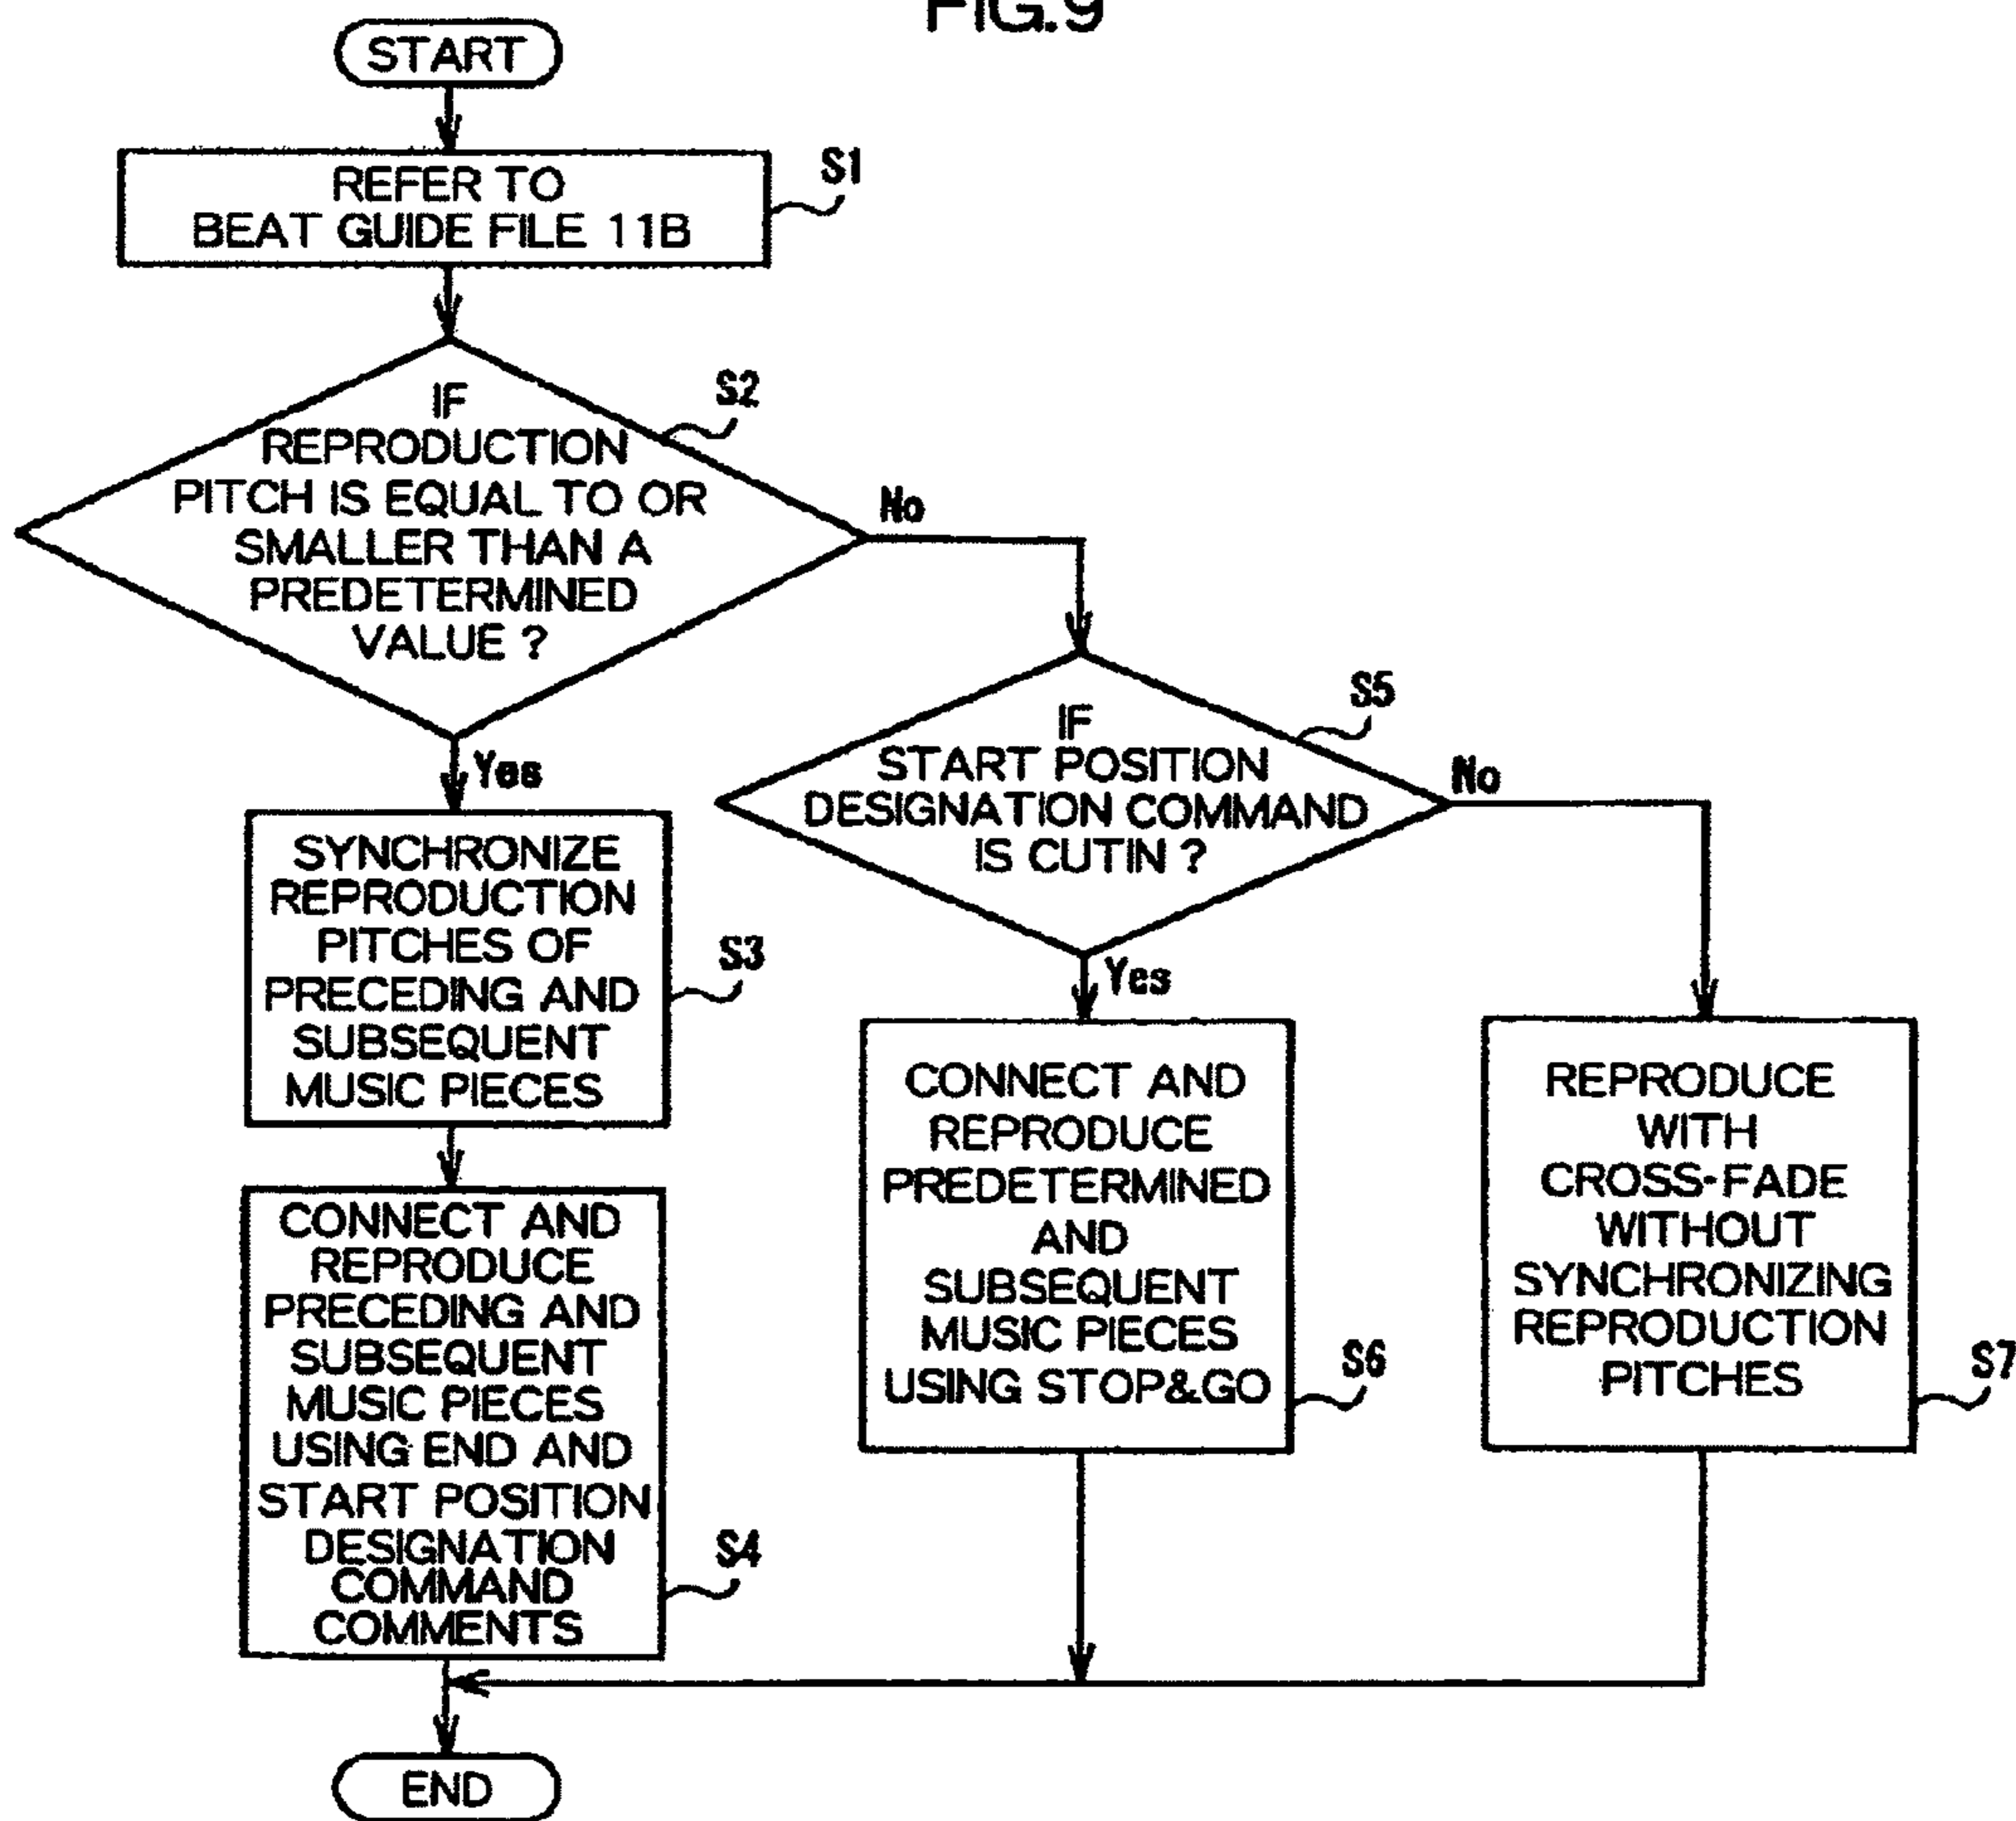 FIG.9
START
REFER TO
BEAT GUIDE FILE 11B
S1
IF
REPRODUCTION
PITCH IS EQUAL TO OR
SMALLER THAN A
PREDETERMINED
VALUE ?
S2
No
Yes
SYNCHRONIZE
REPRODUCTION
PITCHES OF
PRECEDING AND
SUBSEQUENT
MUSIC PIECES
S3
CONNECT AND
REPRODUCE
PRECEDING AND
SUBSEQUENT
MUSIC PIECES
USING END AND
START POSITION
DESIGNATION
COMMAND
COMMENTS
S4
IF
START POSITION
DESIGNATION COMMAND
IS CUTIN ?
S5
No
Yes
CONNECT AND
REPRODUCE
PREDETERMINED
AND
SUBSEQUENT
MUSIC PIECES
USING STOP&GO
S6
REPRODUCE
WITH
CROSS-FADE
WITHOUT
SYNCHRONIZING
REPRODUCTION
PITCHES
S7
END